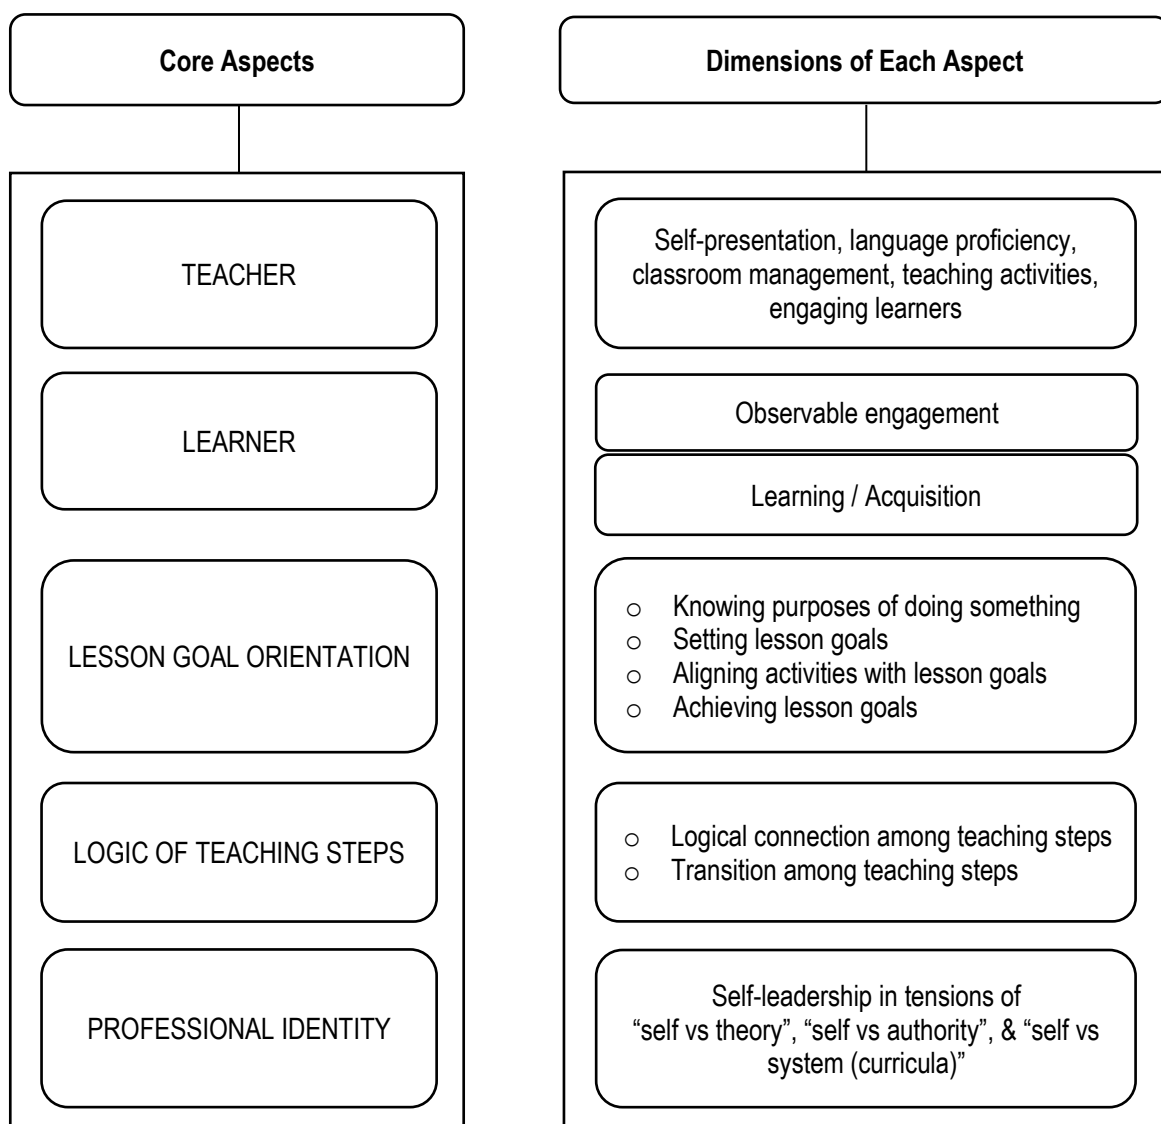 Core Aspects
Dimensions of Each Aspect
TEACHER
Self-presentation, language proficiency,
classroom management, teaching activities,
engaging learners
LEARNER
Observable engagement
Learning / Acquisition
LESSON GOAL ORIENTATION
o Knowing purposes of doing something
o Setting lesson goals
o Aligning activities with lesson goals
o Achieving lesson goals
LOGIC OF TEACHING STEPS
o Logical connection among teaching steps
o Transition among teaching steps
PROFESSIONAL IDENTITY
Self-leadership in tensions of
“self vs theory”, “self vs authority”, & “self vs
system (curricula)”